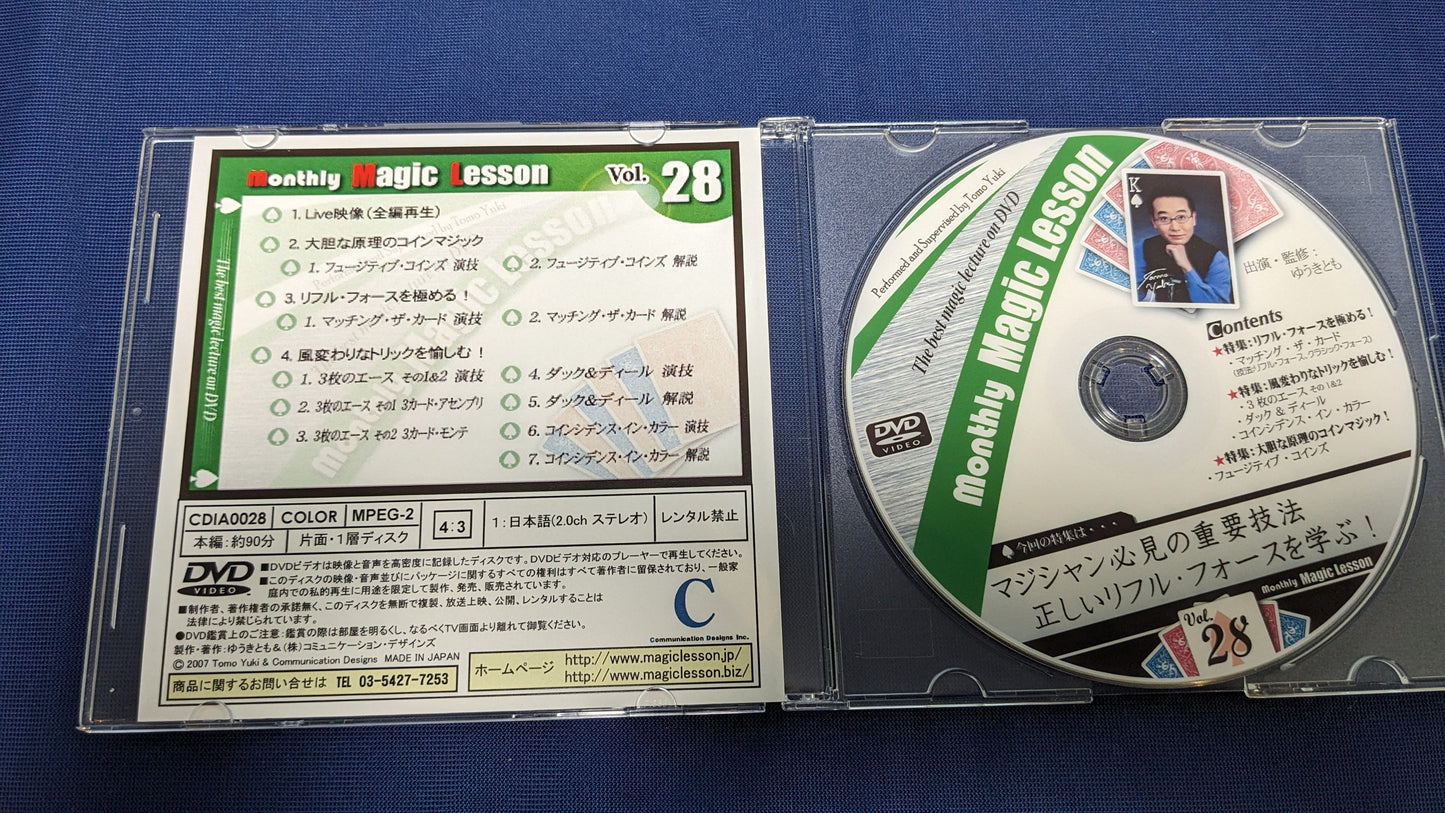 monthly Magic Lesson Vol. 28
1. Live映像(全編再生)
2. 大胆な原理のコインマジック
1. フュージティブ・コインズ 演技
2. フュージティブ・コインズ 解説
3. リフル・フォースを極める!
1. マッチング・ザ・カード 演技
2. マッチング・ザ・カード 解説
4. 風変わりなトリックを愉しむ!
1. 3枚のエース その1&2 演技
2. 3枚のエース その1 3カード・アセンブリ
3. 3枚のエース その2 3カード・モンテ
4. ダック&ディール 演技
5. ダック&ディール 解説
6. コインシデンス・イン・カラー 演技
7. コインシデンス・イン・カラー 解説
The best magic lecture on DVD
CDIA0028 COLOR MPEG-2
本編:約90分 片面・1層ディスク
4:3
1:日本語(2.0ch ステレオ)
レンタル禁止
DVD VIDEO
■DVDビデオは映像と音声を高密度に記録したディスクです。DVDビデオ対応のプレーヤーで再生してください。
■このディスクの映像・音声並びにパッケージに関するすべての権利はすべて著作者に留保されており、一般家
庭内での私的再生に用途を限定して製作、発売、販売されています。
■制作者、著作権者の承諾無く、このディスクを無断で複製、放送上映、公開、レンタルすることは
法律により禁じられています。
●DVD鑑賞上のご注意:鑑賞の際は部屋を明るくし、なるべくTV画面より離れて御覧ください。
製作・著作:ゆうきとも&(株)コミュニケーション・デザインズ
© 2007 Tomo Yuki & Communication Designs MADE IN JAPAN
C
Communication Designs Inc.
商品に関するお問い合せは TEL 03-5427-7253
ホームページ http://www.magiclesson.jp/
http://www.magiclesson.biz/
Performed and Supervised by Tomo Yuki
The best magic lecture on DVD
monthly Magic Lesson
K
Tomo Yuki
出演・監修:
ゆうきとも
DVD VIDEO
Contents
★特集:リフル・フォースを極める!
・マッチング・ザ・カード
(技法:リフル・フォース、クラシック・フォース)
★特集:風変わりなトリックを愉しむ!
・3枚のエース その1&2
・ダック&ディール
・コインシデンス・イン・カラー
★特集:大胆な原理のコインマジック!
・フュージティブ・コインズ
今回の特集は・・・
マジシャン必見の重要技法
正しいリフル・フォースを学ぶ!
Monthly Magic Lesson
Vol. 28